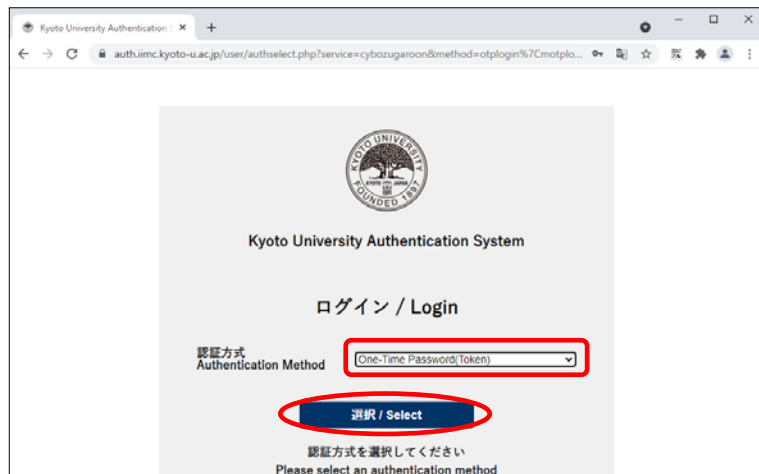 Kyoto University Authentication S
auth.iimc.kyoto-u.ac.jp/user/authselect.php?service=cybozugaroon&method=otplogin%7Cmotplo...
KYOTO UNIVERSITY
KYOTO JAPAN
FOUNDED 1897
Kyoto University Authentication System
ログイン / Login
認証方式
Authentication Method
One-Time Password(Token)
選択 / Select
認証方式を選択してください
Please select an authentication method